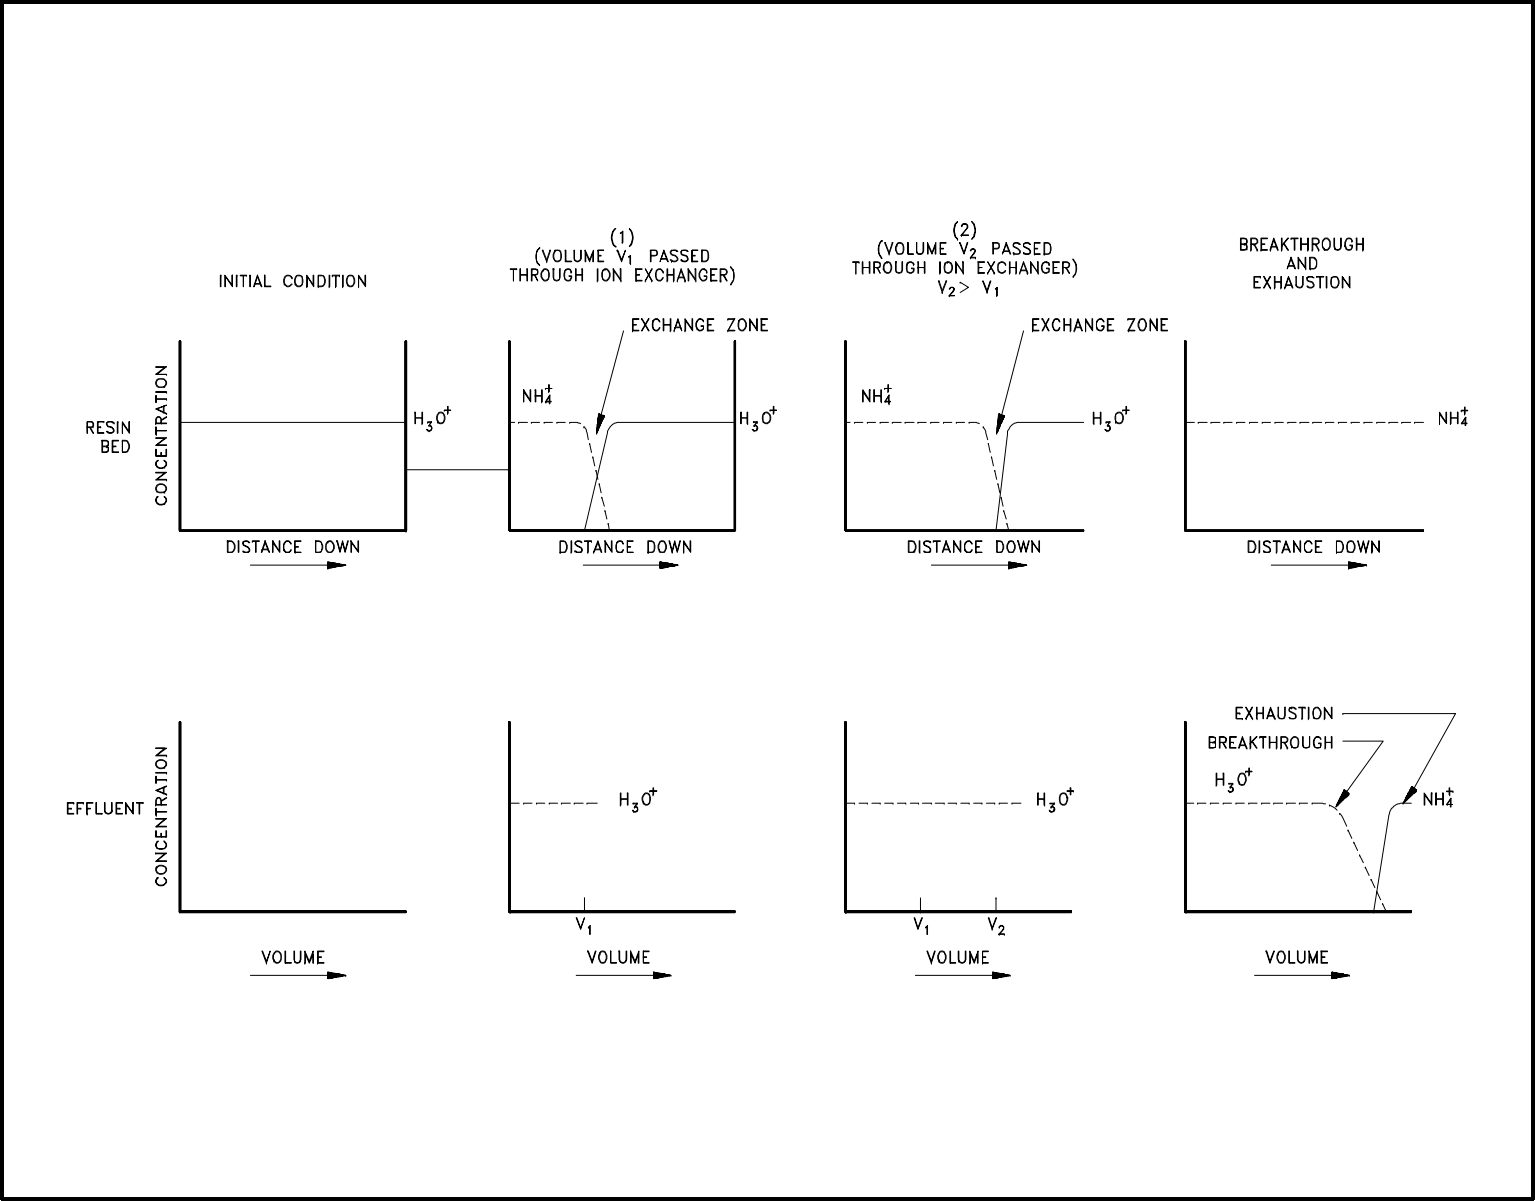 INITIAL CONDITION
(1)
(VOLUME V₁ PASSED
THROUGH ION EXCHANGER)
(2)
(VOLUME V₂ PASSED
THROUGH ION EXCHANGER)
V₂> V₁
BREAKTHROUGH
AND
EXHAUSTION
RESIN
BED
CONCENTRATION
H₃O⁺
DISTANCE DOWN
EXCHANGE ZONE
NH₄⁺
H₃O⁺
DISTANCE DOWN
EXCHANGE ZONE
NH₄⁺
H₃O⁺
DISTANCE DOWN
NH₄⁺
DISTANCE DOWN
EFFLUENT
CONCENTRATION
VOLUME
H₃O⁺
V₁
VOLUME
H₃O⁺
V₁
V₂
VOLUME
EXHAUSTION
BREAKTHROUGH
H₃O⁺
NH₄⁺
VOLUME